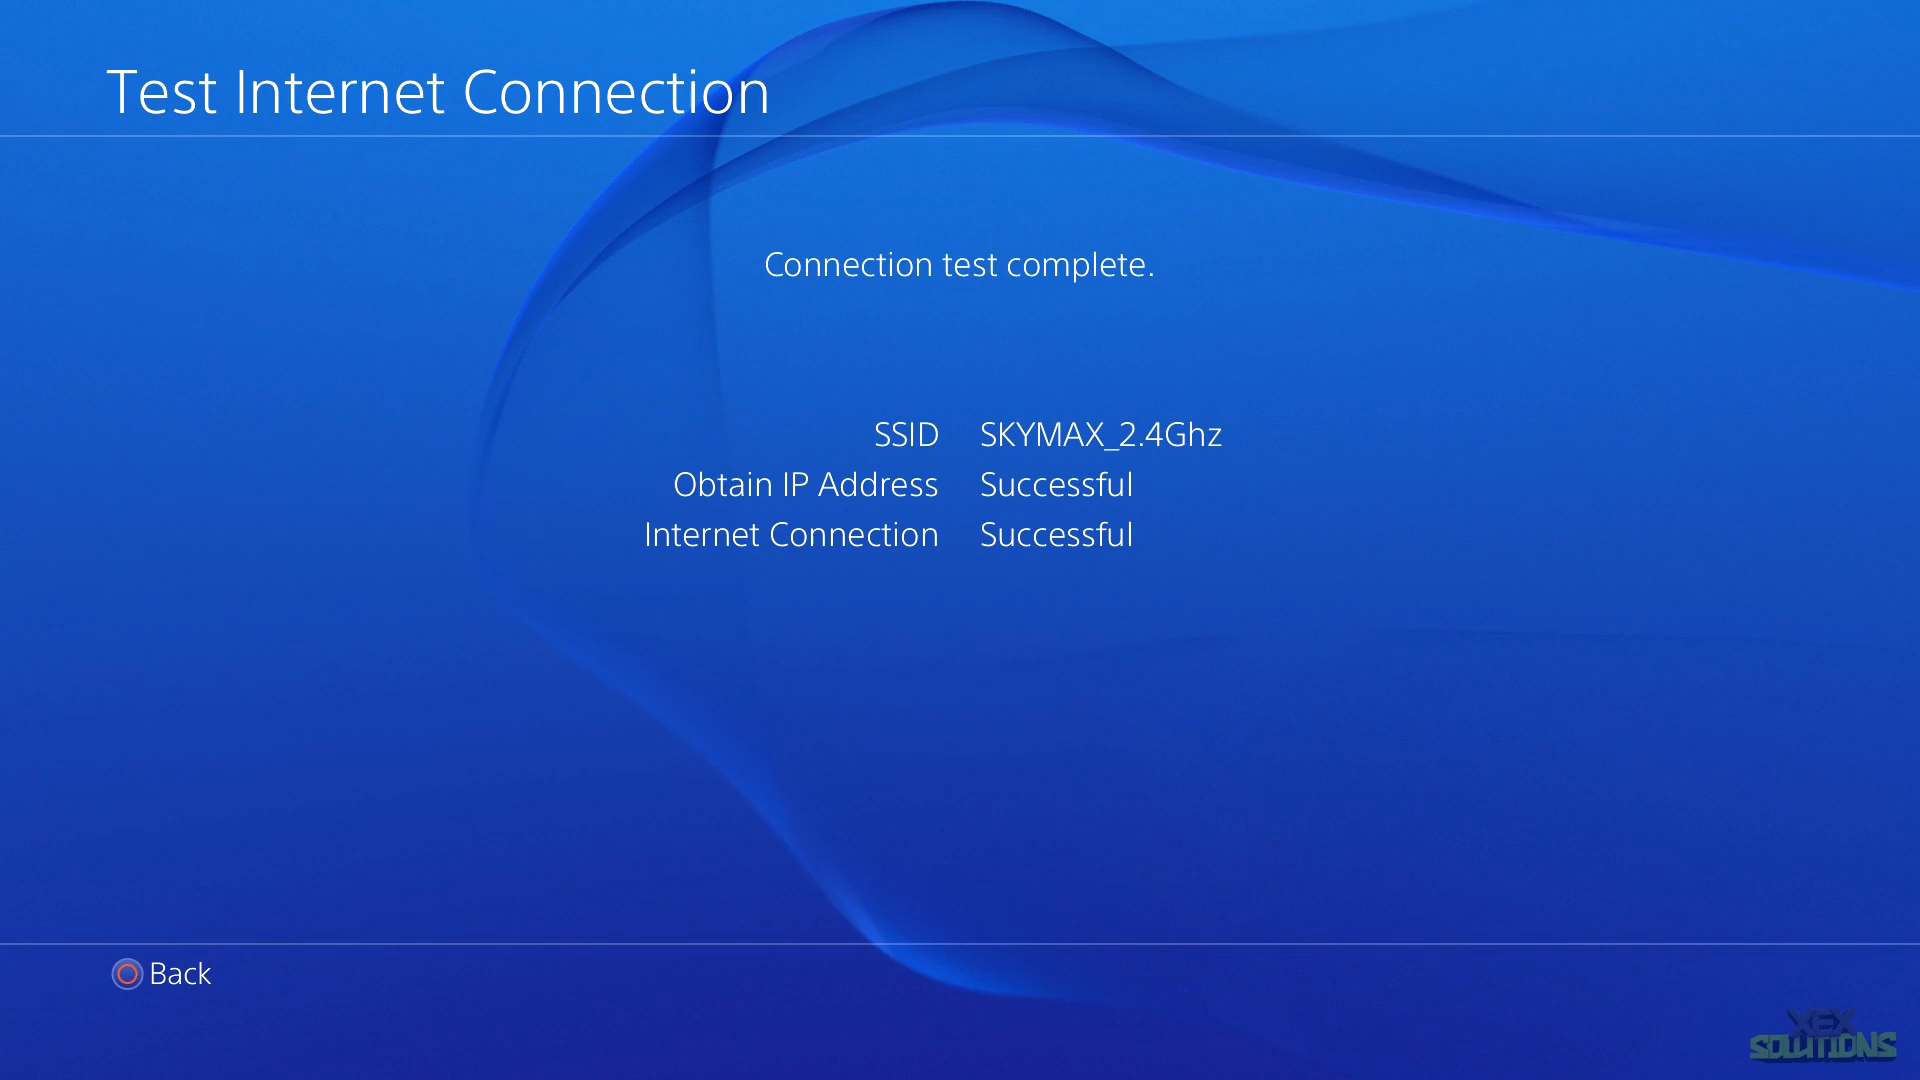 Test Internet Connection
Connection test complete.
SSID SKYMAX_2.4Ghz
Obtain IP Address Successful
Internet Connection Successful
Back
XEX
SOLUTIONS